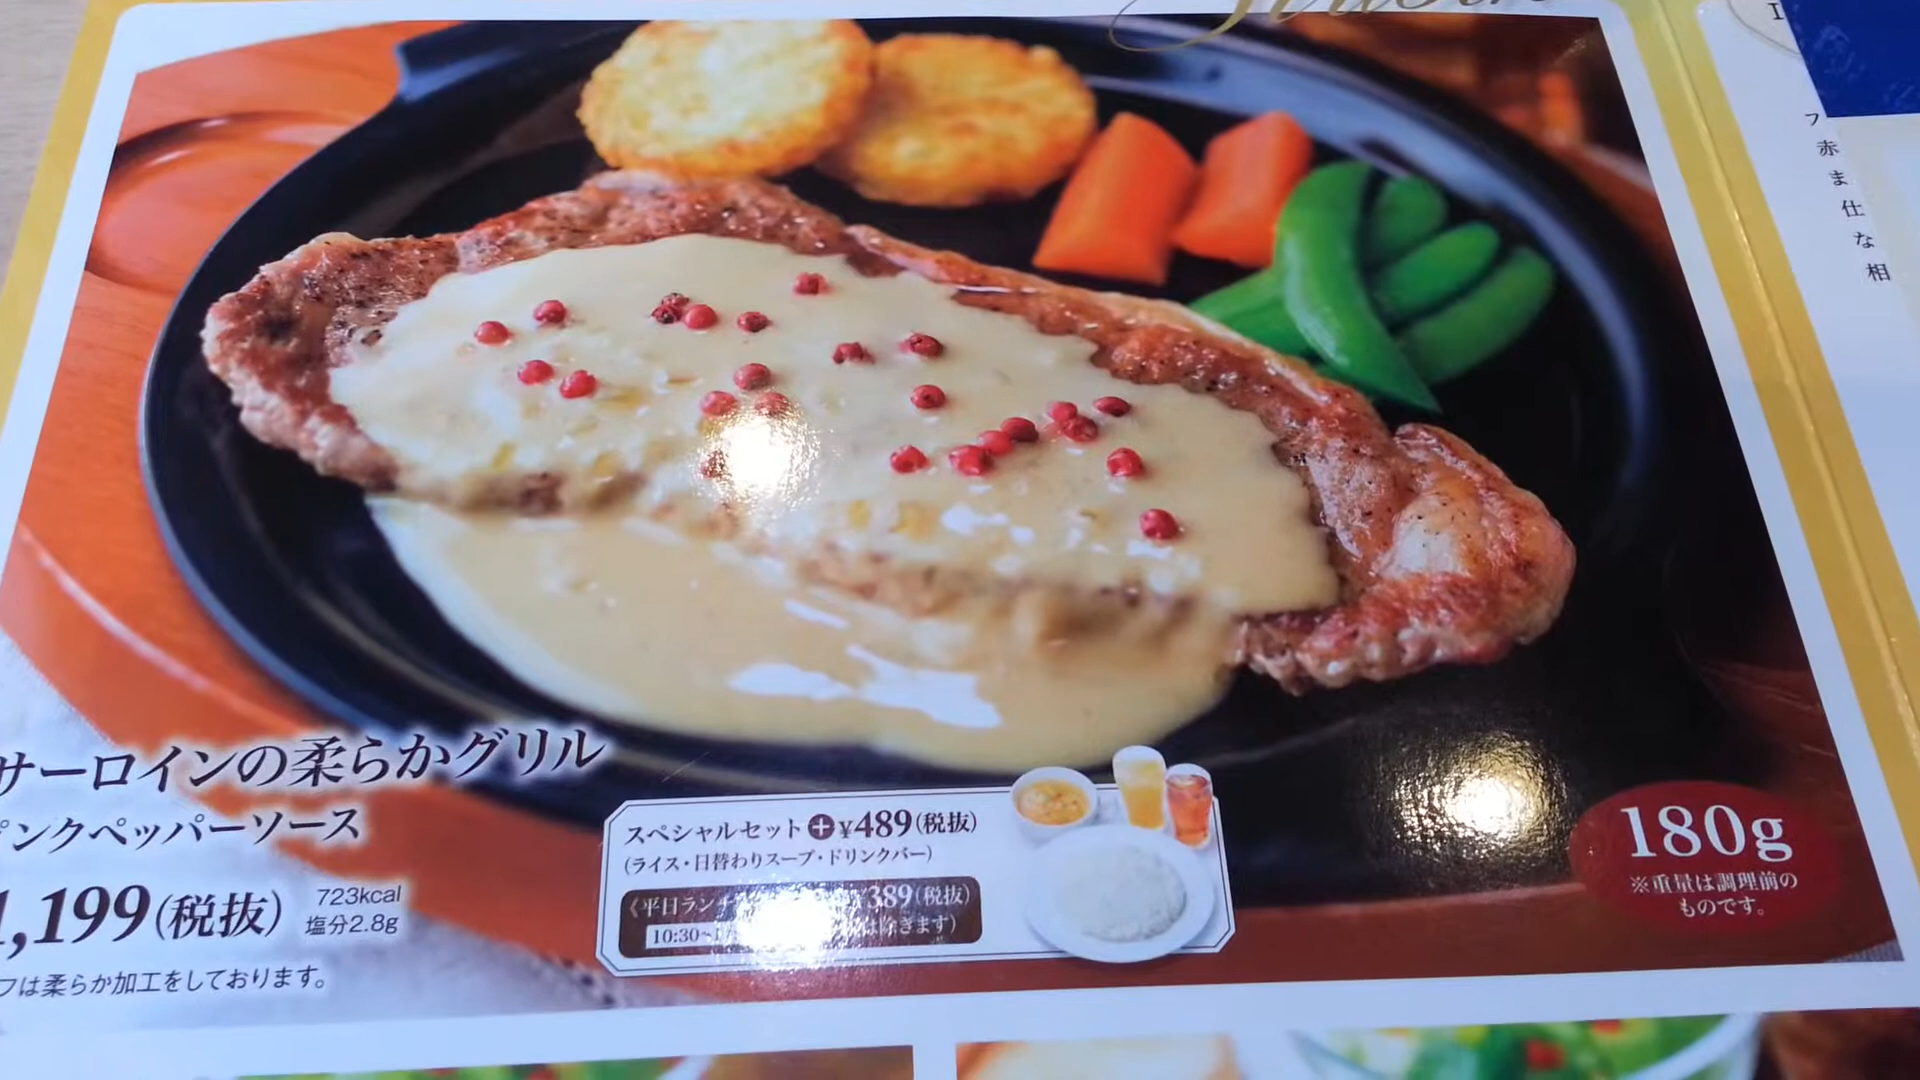 サーロインの柔らかグリル
ンクペッパーソース
1,199(税抜)
723kcal
塩分2.8g
フは柔らか加工をしております。
スペシャルセット+¥489(税抜)
(ライス・日替わりスープ・ドリンクバー)
《平日ラン ¥389(税抜)
10:30~ は除きます)
180g
※重量は調理前の
ものです。
フ
赤
ま
仕
な
相